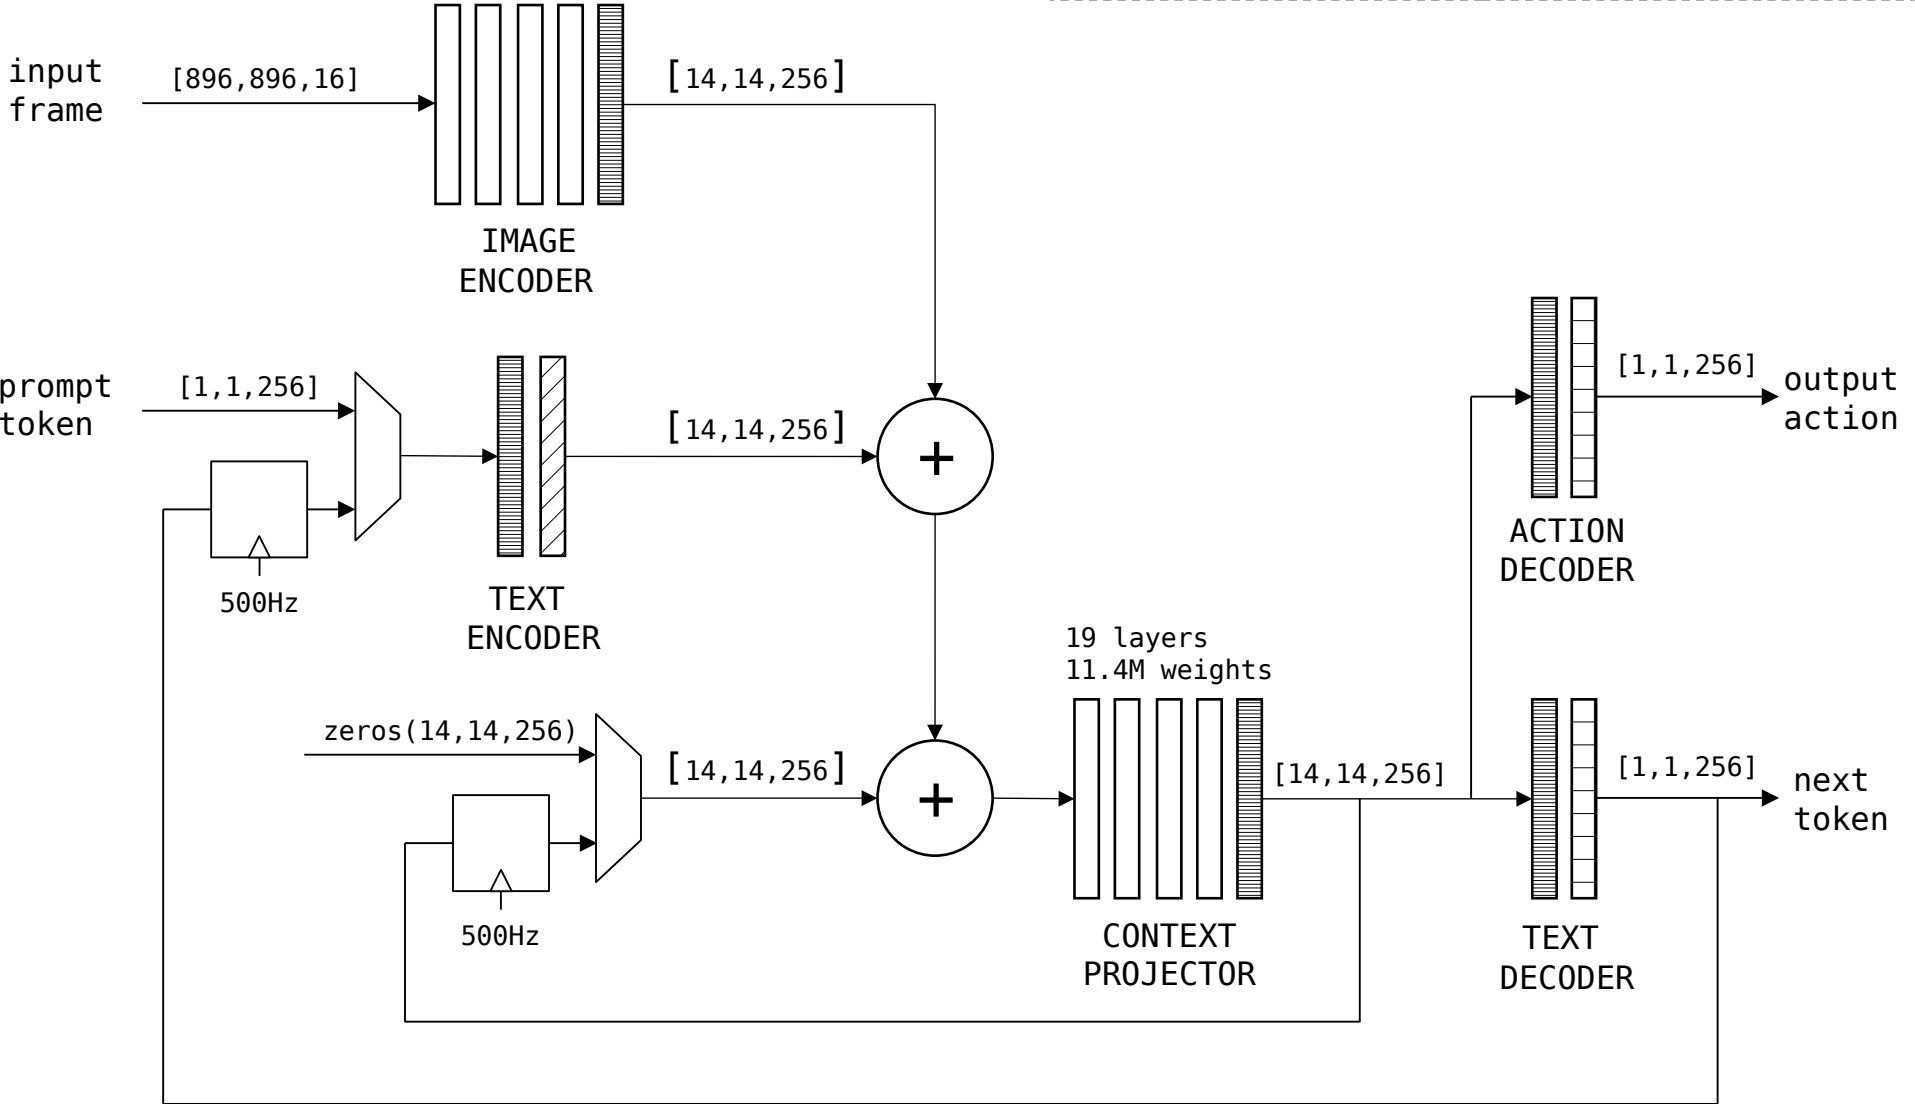 input
frame
[896,896,16]
[14,14,256]
IMAGE
ENCODER
prompt
token
[1,1,256]
500Hz
TEXT
ENCODER
[14,14,256]
+
[1,1,256]
output
action
ACTION
DECODER
zeros(14,14,256)
500Hz
[14,14,256]
+
19 layers
11.4M weights
CONTEXT
PROJECTOR
[14,14,256]
[1,1,256]
next
token
TEXT
DECODER